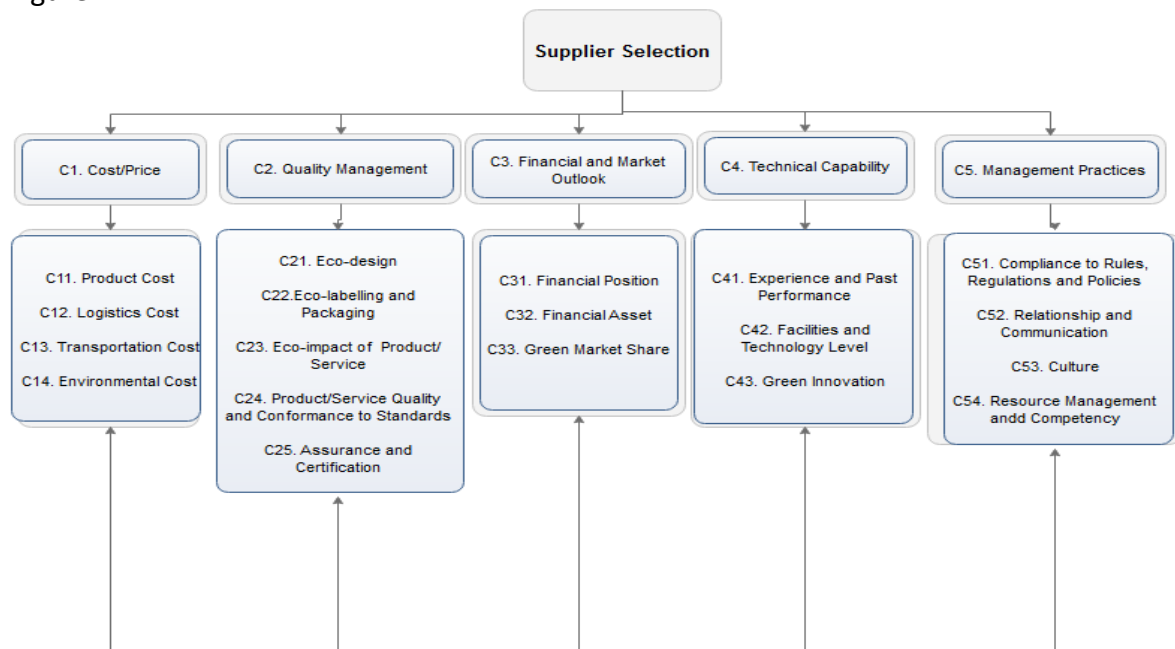 Supplier Selection
C1. Cost/Price
C2. Quality Management
C3. Financial and Market
Outlook
C4. Technical Capability
C5. Management Practices
C11. Product Cost
C12. Logistics Cost
C13. Transportation Cost
C14. Environmental Cost
C21. Eco-design
C22.Eco-labelling and
Packaging
C23. Eco-impact of Product/
Service
C24. Product/Service Quality
and Conformance to Standards
C25. Assurance and
Certification
C31. Financial Position
C32. Financial Asset
C33. Green Market Share
C41. Experience and Past
Performance
C42. Facilities and
Technology Level
C43. Green Innovation
C51. Compliance to Rules,
Regulations and Policies
C52. Relationship and
Communication
C53. Culture
C54. Resource Management
andd Competency